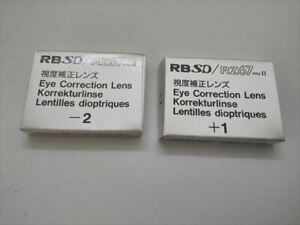 RB SD/RZ67 PRO II
視度補正レンズ
Eye Correction Lens
Korrekturlinse
Lentilles dioptriques
−2
RB SD/RZ67 PRO II
視度補正レンズ
Eye Correction Lens
Korrekturlinse
Lentilles dioptriques
+1